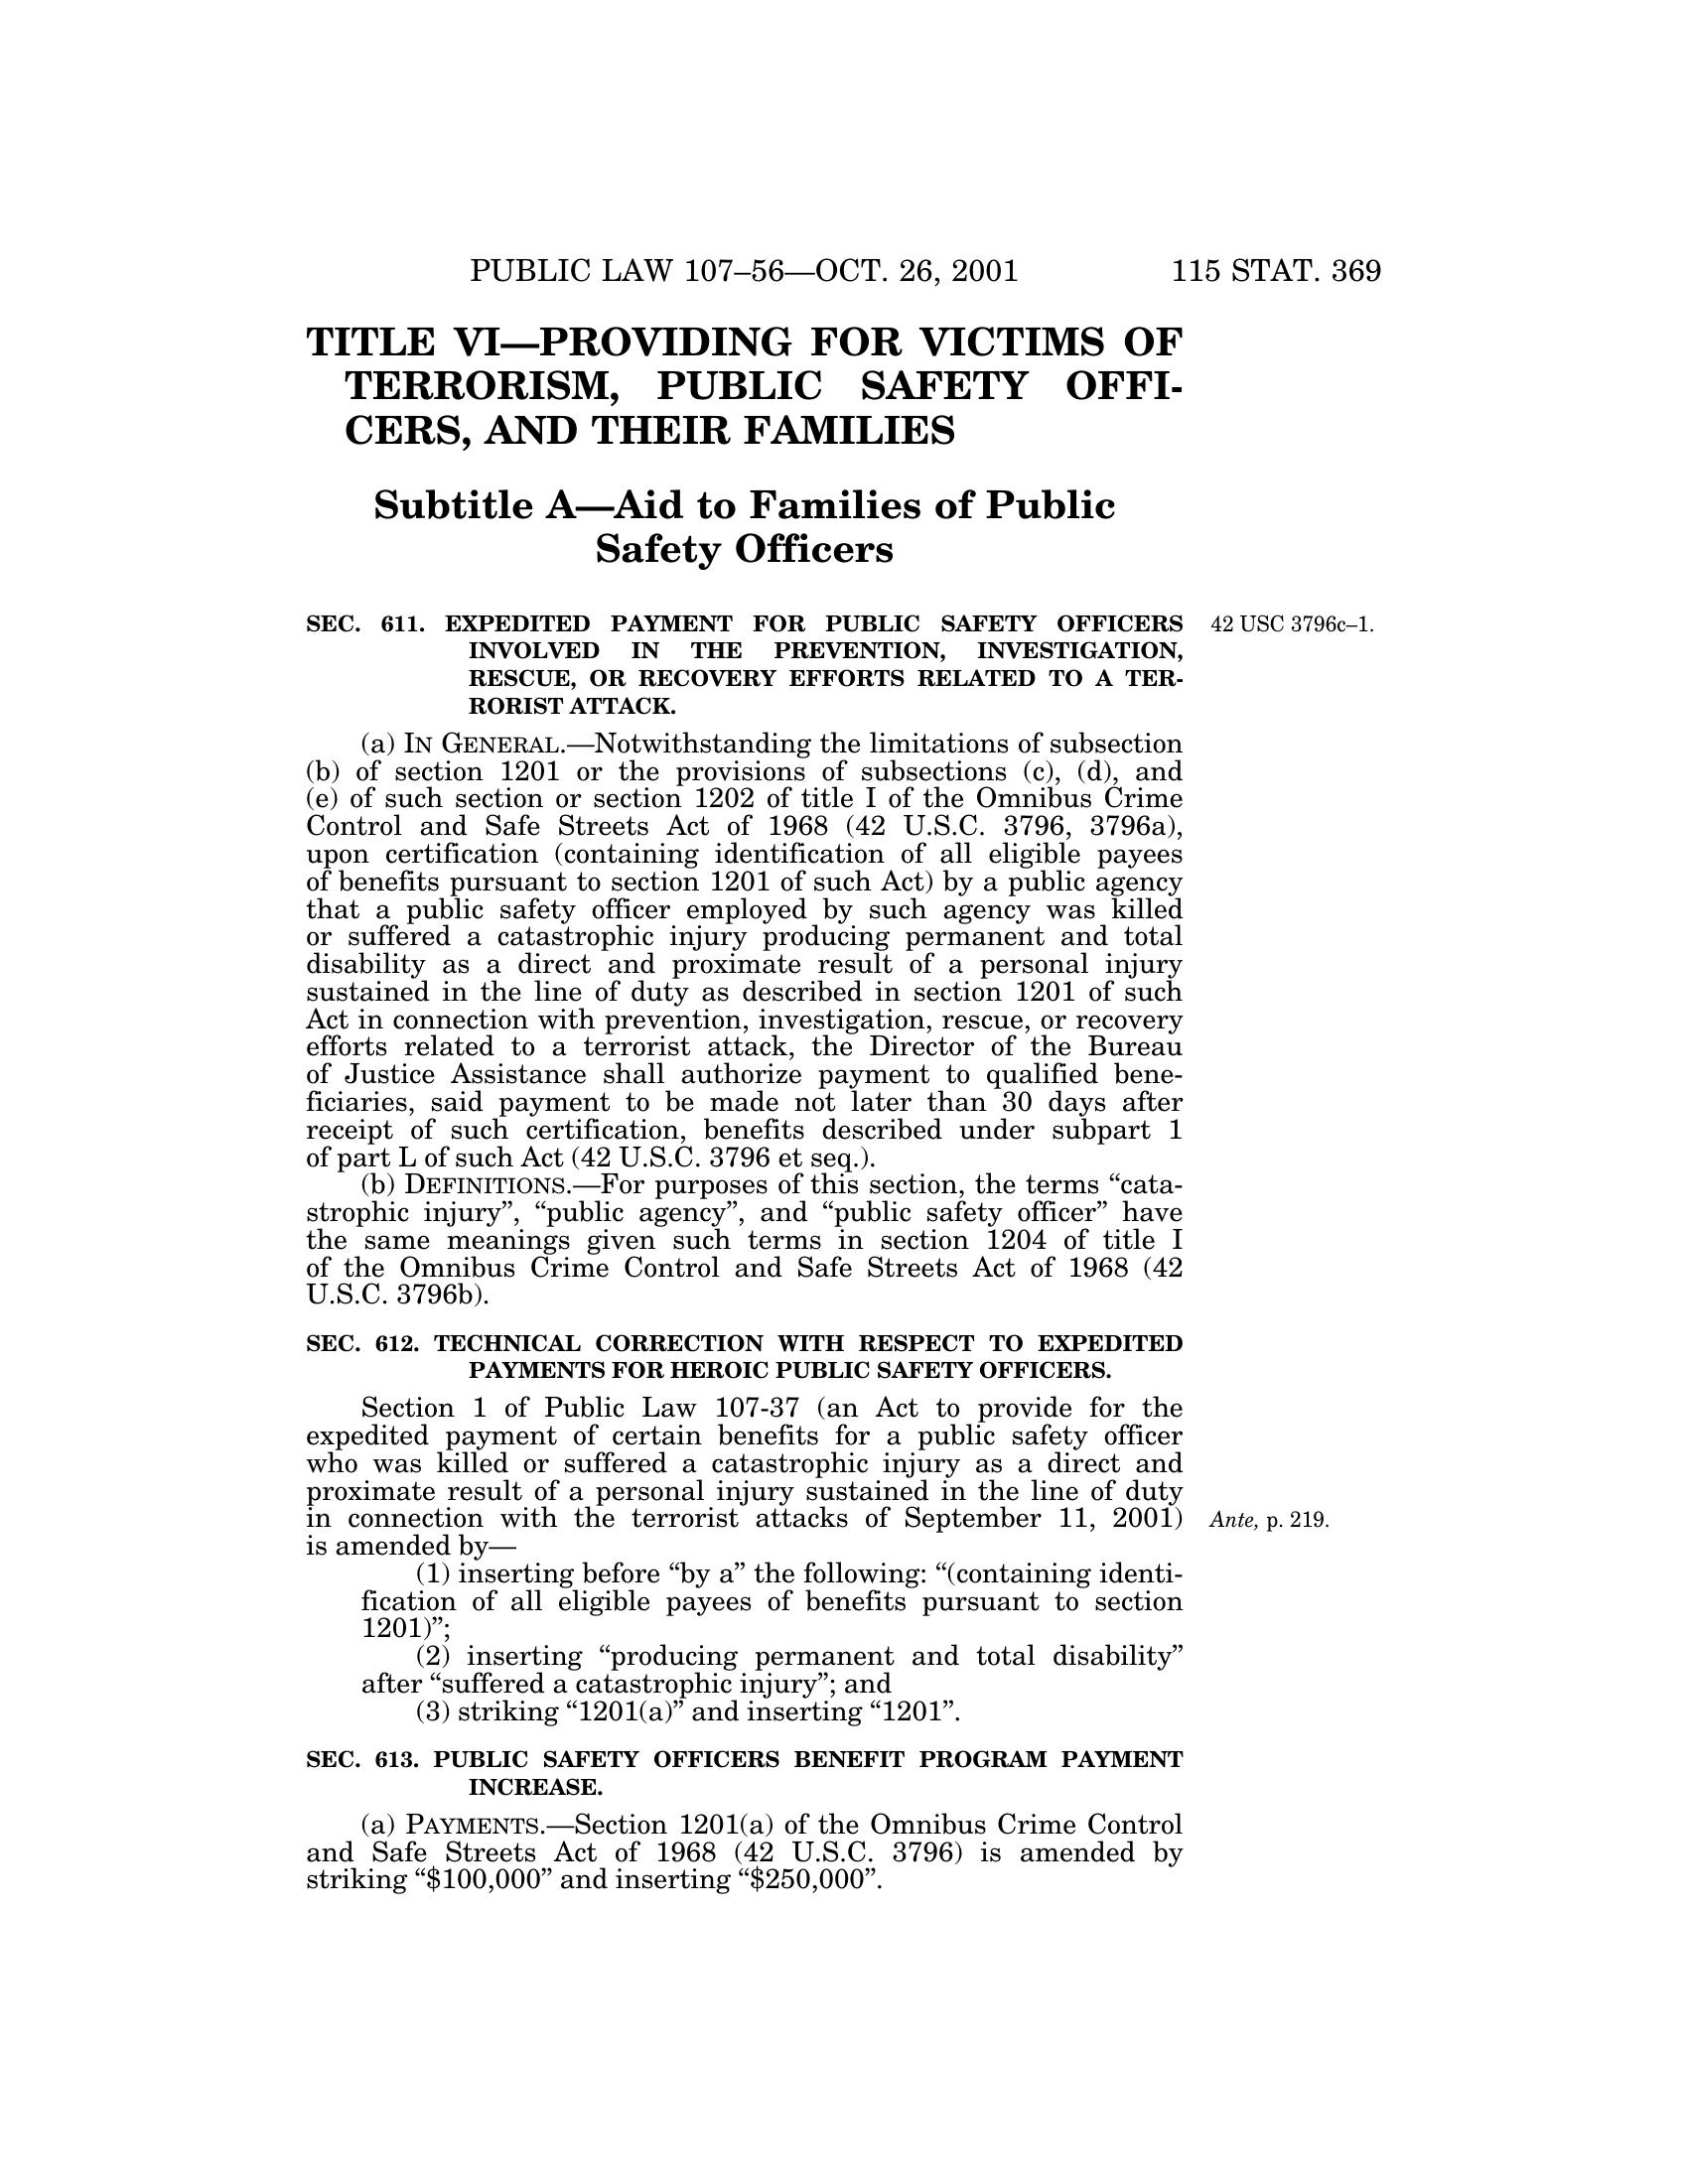 PUBLIC LAW 107–56—OCT. 26, 2001
115 STAT. 369
TITLE VI—PROVIDING FOR VICTIMS OF
TERRORISM, PUBLIC SAFETY OFFI-
CERS, AND THEIR FAMILIES
Subtitle A—Aid to Families of Public
Safety Officers
SEC. 611. EXPEDITED PAYMENT FOR PUBLIC SAFETY OFFICERS
INVOLVED IN THE PREVENTION, INVESTIGATION,
RESCUE, OR RECOVERY EFFORTS RELATED TO A TER-
RORIST ATTACK.
42 USC 3796c–1.
(a) IN GENERAL.—Notwithstanding the limitations of subsection
(b) of section 1201 or the provisions of subsections (c), (d), and
(e) of such section or section 1202 of title I of the Omnibus Crime
Control and Safe Streets Act of 1968 (42 U.S.C. 3796, 3796a),
upon certification (containing identification of all eligible payees
of benefits pursuant to section 1201 of such Act) by a public agency
that a public safety officer employed by such agency was killed
or suffered a catastrophic injury producing permanent and total
disability as a direct and proximate result of a personal injury
sustained in the line of duty as described in section 1201 of such
Act in connection with prevention, investigation, rescue, or recovery
efforts related to a terrorist attack, the Director of the Bureau
of Justice Assistance shall authorize payment to qualified bene-
ficiaries, said payment to be made not later than 30 days after
receipt of such certification, benefits described under subpart 1
of part L of such Act (42 U.S.C. 3796 et seq.).
(b) DEFINITIONS.—For purposes of this section, the terms “cata-
strophic injury”, “public agency”, and “public safety officer” have
the same meanings given such terms in section 1204 of title I
of the Omnibus Crime Control and Safe Streets Act of 1968 (42
U.S.C. 3796b).
SEC. 612. TECHNICAL CORRECTION WITH RESPECT TO EXPEDITED
PAYMENTS FOR HEROIC PUBLIC SAFETY OFFICERS.
Section 1 of Public Law 107-37 (an Act to provide for the
expedited payment of certain benefits for a public safety officer
who was killed or suffered a catastrophic injury as a direct and
proximate result of a personal injury sustained in the line of duty
in connection with the terrorist attacks of September 11, 2001)
is amended by—
Ante, p. 219.
(1) inserting before “by a” the following: “(containing identi-
fication of all eligible payees of benefits pursuant to section
1201)”;
(2) inserting “producing permanent and total disability”
after “suffered a catastrophic injury”; and
(3) striking “1201(a)” and inserting “1201”.
SEC. 613. PUBLIC SAFETY OFFICERS BENEFIT PROGRAM PAYMENT
INCREASE.
(a) PAYMENTS.—Section 1201(a) of the Omnibus Crime Control
and Safe Streets Act of 1968 (42 U.S.C. 3796) is amended by
striking “$100,000” and inserting “$250,000”.